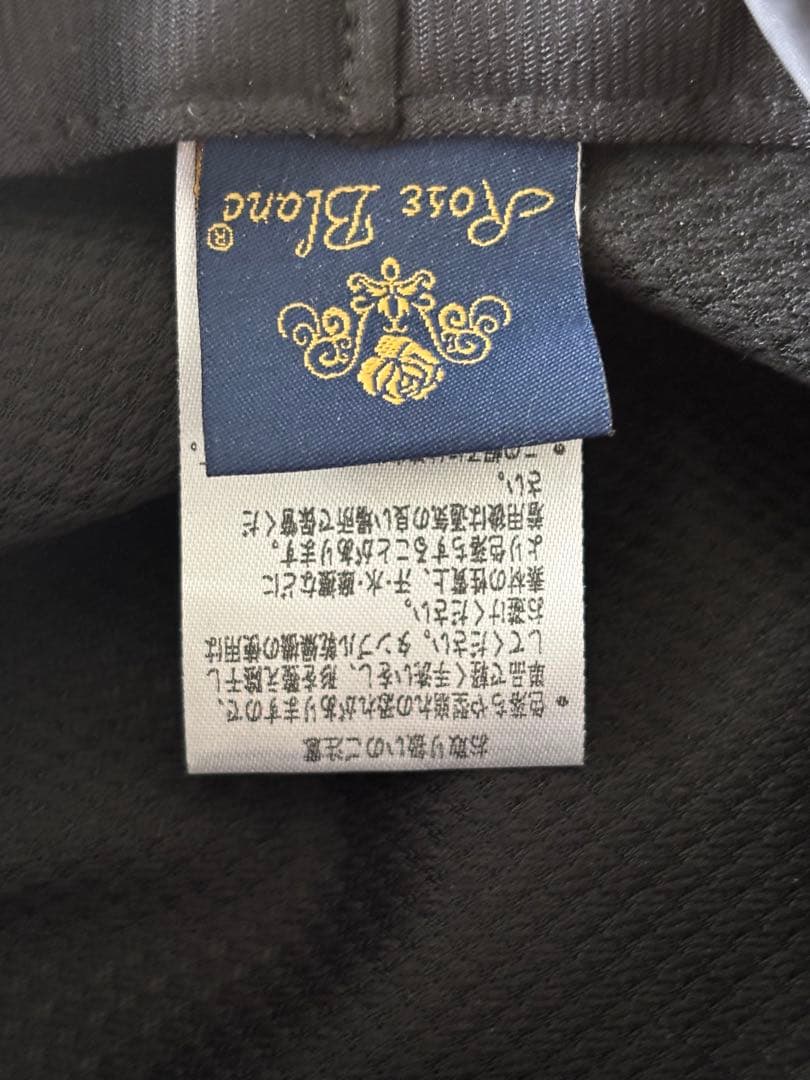 お取り扱いのご注意
●色落ちや型崩れの恐れがありますので、
単品で軽く手洗いをし、形を整え陰干し
してください。タンブル乾燥機の使用は
お避けください。
素材の性質上、汗・水・摩擦などに
より色落ちすることがあります。
着用後は通気の良い場所で保管くだ
さい。
Rose Blanc®